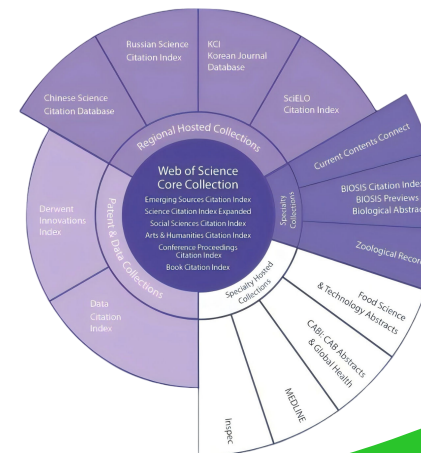 Russian Science
Citation Index
KCI
Korean Journal
Database
Chinese Science
Citation Database
SciELO
Citation Index
Regional Hosted Collections
Current Contents Connect
Web of Science
Core Collection
Emerging Sources Citation Index
Science Citation Index Expanded
Social Sciences Citation Index
Arts & Humanities Citation Index
Conference Proceedings
Citation Index
Book Citation Index
Specialty
Collections
BIOSIS Citation Index
BIOSIS Previews
Biological Abstract
Zoological Record
Derwent
Innovations
Index
Patent & Data Collections
Data
Citation
Index
Specialty Hosted
Collections
Food Science
& Technology Abstracts
CABI: CAB Abstracts
& Global Health
MEDLINE
Inspec